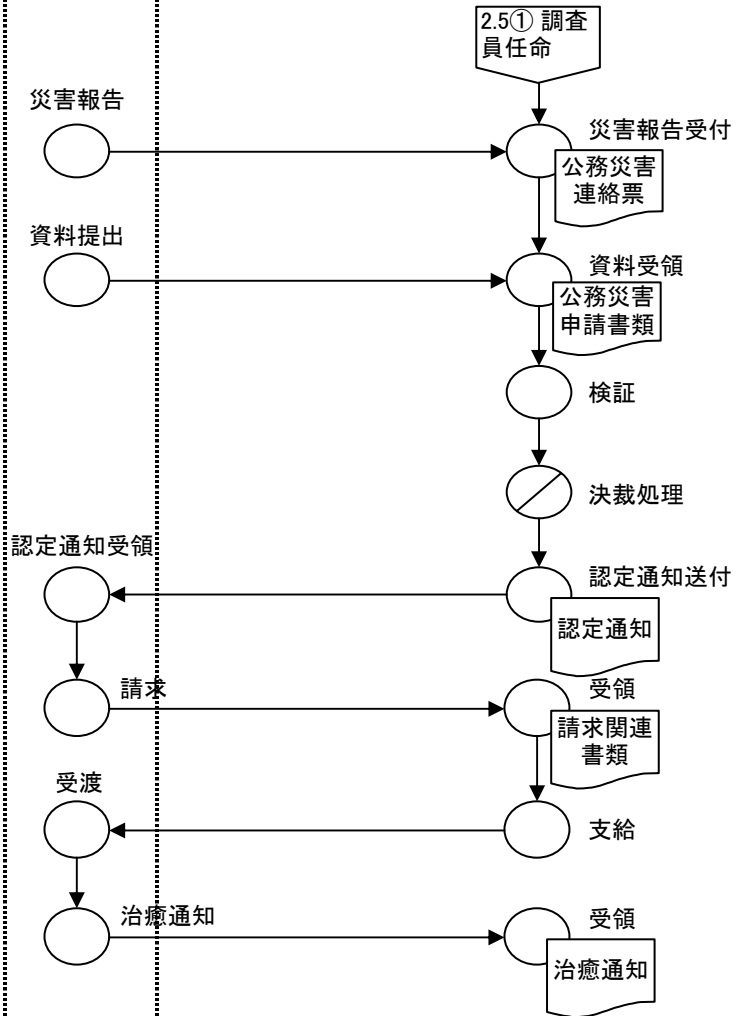 2.5① 調査
員任命
災害報告
災害報告受付
公務災害
連絡票
資料提出
資料受領
公務災害
申請書類
検証
決裁処理
認定通知受領
認定通知送付
認定通知
請求
受領
請求関連
書類
受渡
支給
治癒通知
受領
治癒通知